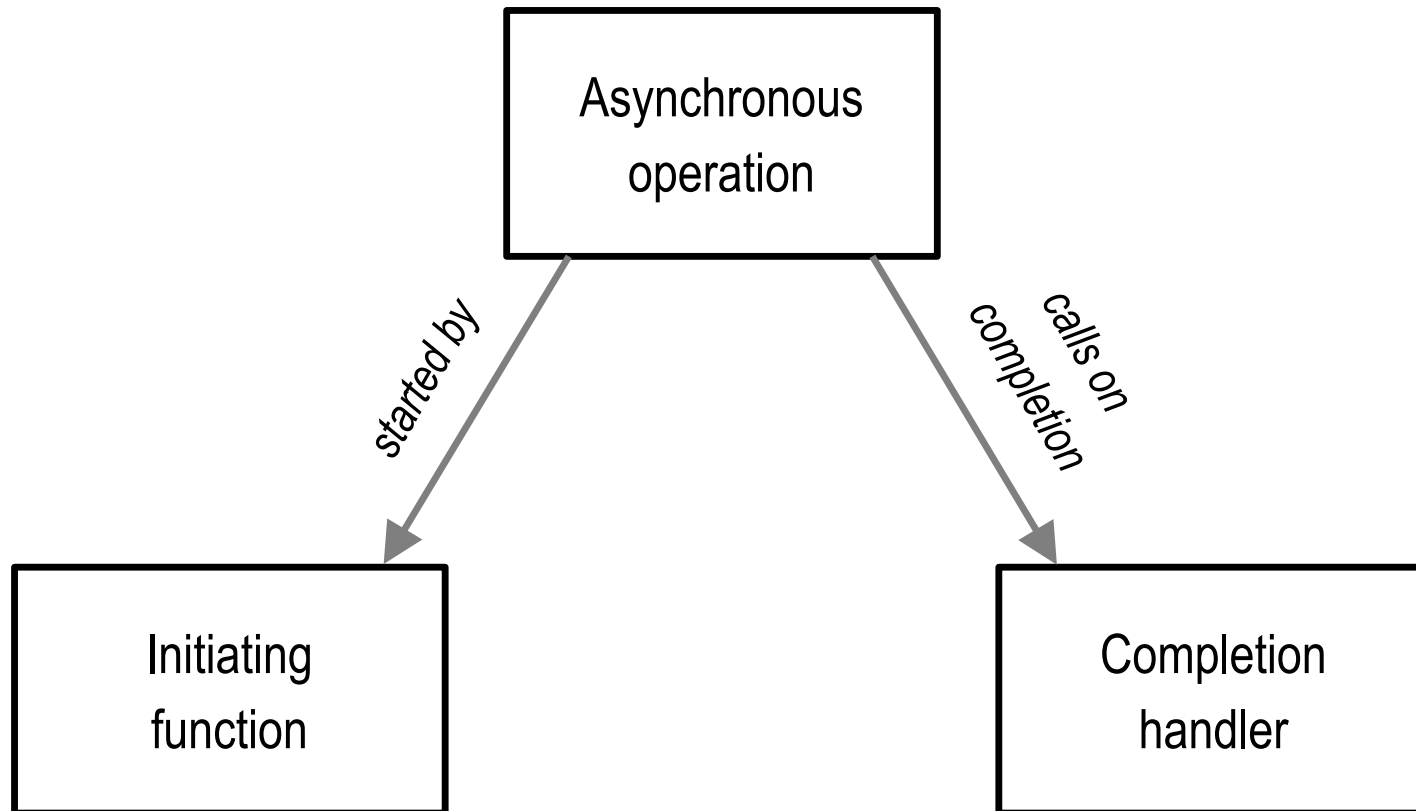 Asynchronous
operation
started by
calls on
completion
Initiating
function
Completion
handler